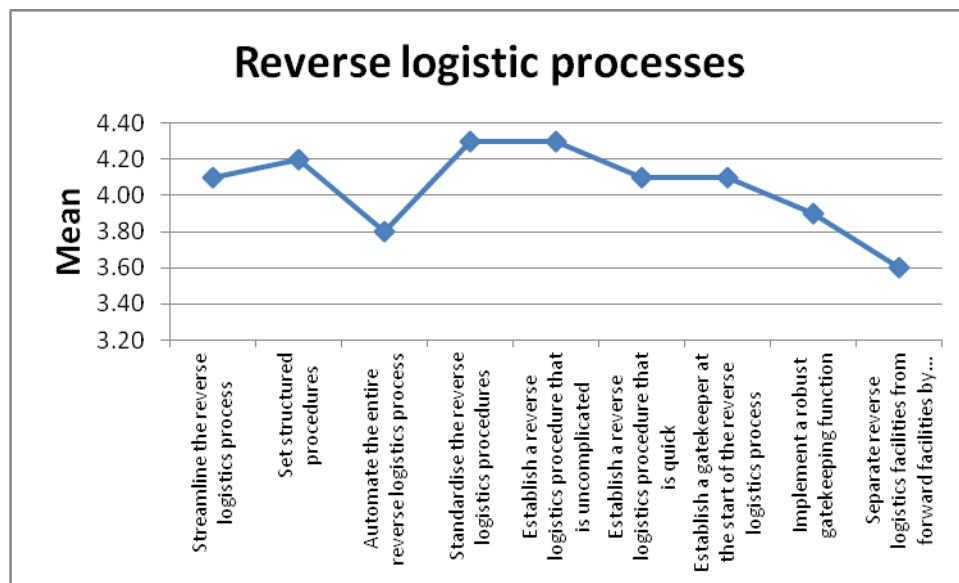 Reverse logistic processes
Mean
4.40
4.20
4.00
3.80
3.60
3.40
3.20
Streamline the reverse
logistics process
Set structured
procedures
Automate the entire
reverse logistics process
Standardise the reverse
logistics procedures
Establish a reverse
logistics procedure that
is uncomplicated
Establish a reverse
logistics procedure that
is quick
Establish a gatekeeper at
the start of the reverse
logistics process
Implement a robust
gatekeeping function
Separate reverse
logistics facilities from
forward facilities by...